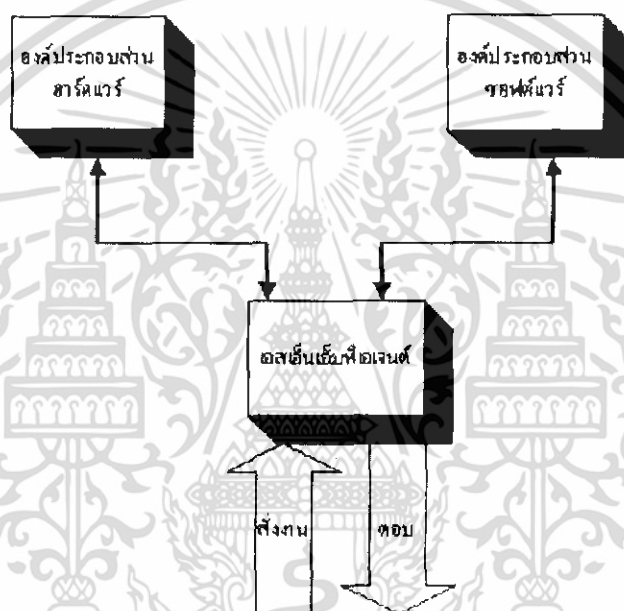 องค์ประกอบส่วน
ฮาร์ดแวร์
องค์ประกอบส่วน
ซอฟต์แวร์
เอสเอ็นเอ็มพีเอเจนต์
สั่งงาน
ตอบ